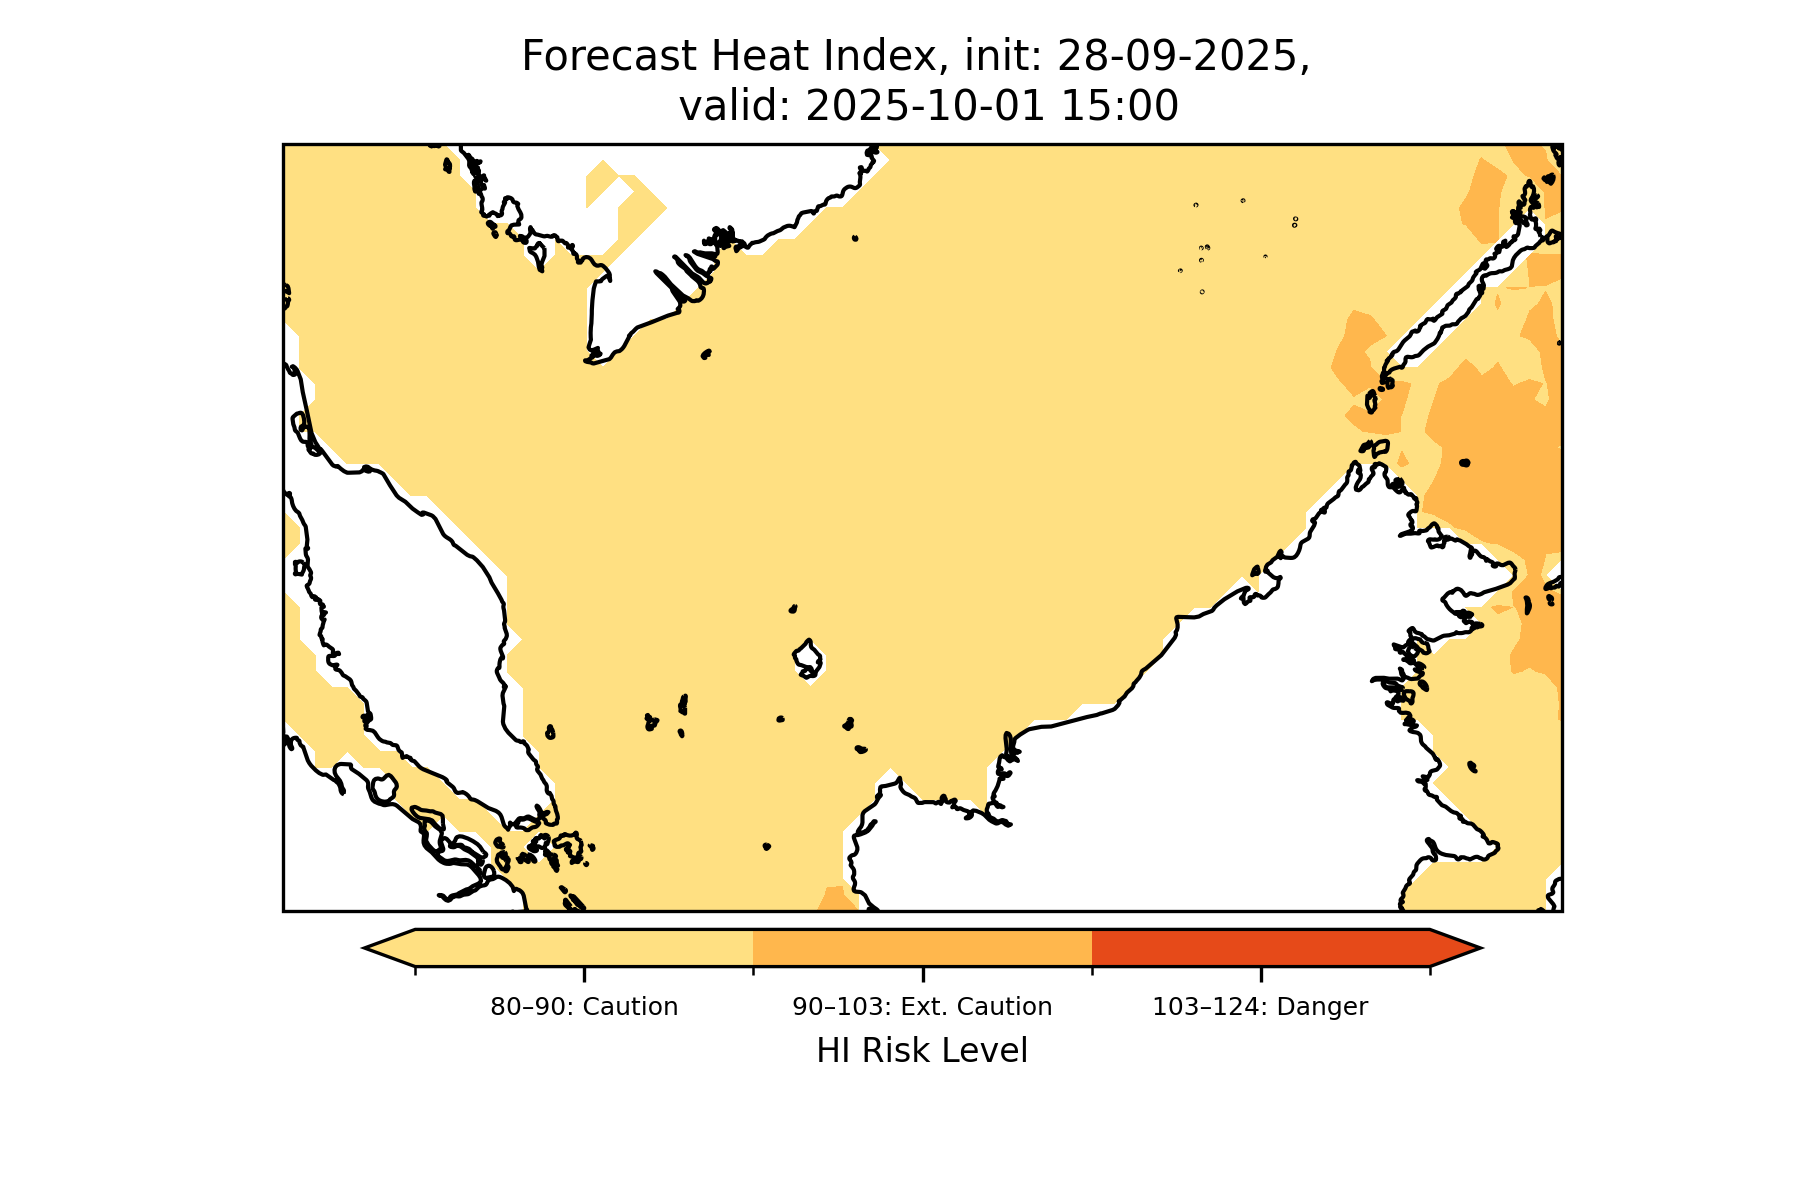 Forecast Heat Index, init: 28-09-2025,
valid: 2025-10-01 15:00
80–90: Caution
90–103: Ext. Caution
103–124: Danger
HI Risk Level